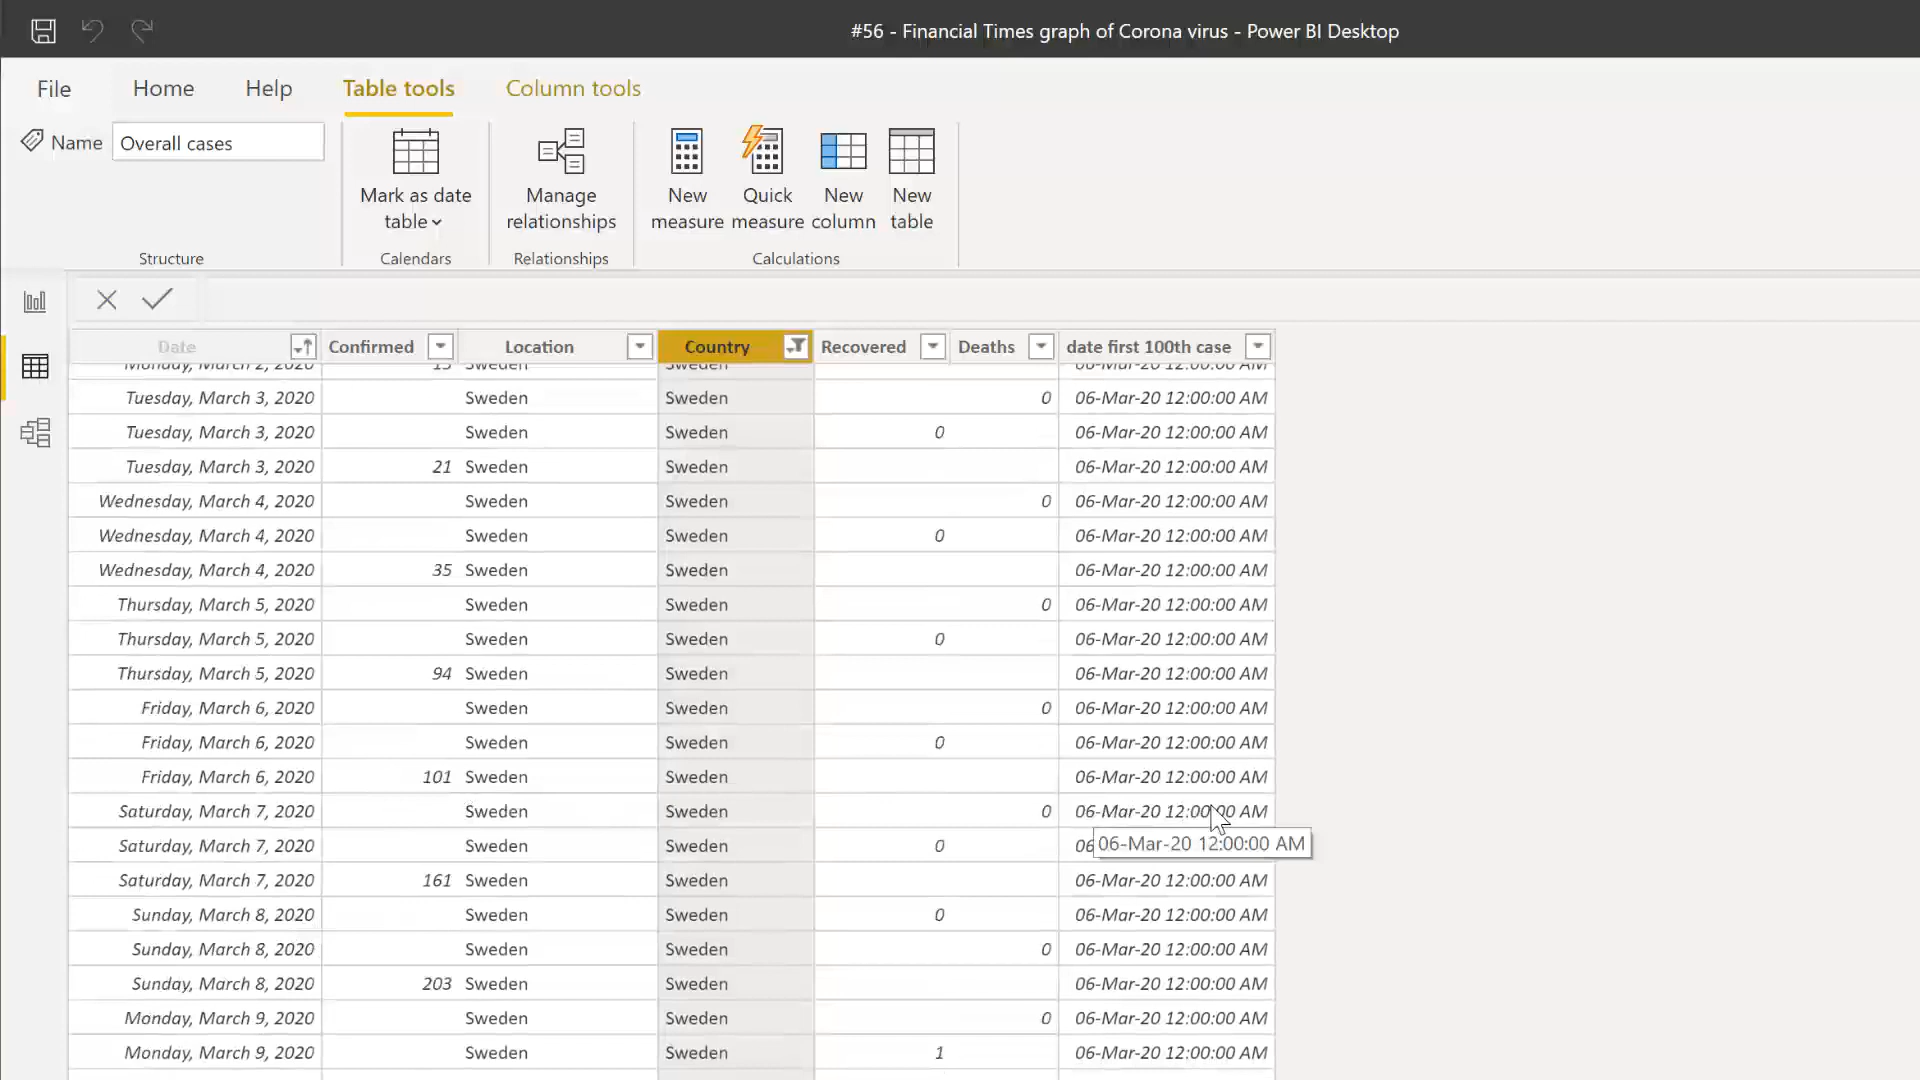 #56 - Financial Times graph of Corona virus - Power BI Desktop
File Home Help Table tools Column tools
Name Overall cases
Mark as date table
Manage relationships
New measure
Quick measure
New column
New table
Structure Calendars Relationships Calculations
Date Confirmed Location Country Recovered Deaths date first 100th case
Monday, March 2, 2020 15 Sweden Sweden 06-Mar-20 12:00:00 AM
Tuesday, March 3, 2020 Sweden Sweden 0 06-Mar-20 12:00:00 AM
Tuesday, March 3, 2020 Sweden Sweden 0 06-Mar-20 12:00:00 AM
Tuesday, March 3, 2020 21 Sweden Sweden 06-Mar-20 12:00:00 AM
Wednesday, March 4, 2020 Sweden Sweden 0 06-Mar-20 12:00:00 AM
Wednesday, March 4, 2020 Sweden Sweden 0 06-Mar-20 12:00:00 AM
Wednesday, March 4, 2020 35 Sweden Sweden 06-Mar-20 12:00:00 AM
Thursday, March 5, 2020 Sweden Sweden 0 06-Mar-20 12:00:00 AM
Thursday, March 5, 2020 Sweden Sweden 0 06-Mar-20 12:00:00 AM
Thursday, March 5, 2020 94 Sweden Sweden 06-Mar-20 12:00:00 AM
Friday, March 6, 2020 Sweden Sweden 0 06-Mar-20 12:00:00 AM
Friday, March 6, 2020 Sweden Sweden 0 06-Mar-20 12:00:00 AM
Friday, March 6, 2020 101 Sweden Sweden 06-Mar-20 12:00:00 AM
Saturday, March 7, 2020 Sweden Sweden 0 06-Mar-20 12:00:00 AM
Saturday, March 7, 2020 Sweden Sweden 0 06 06-Mar-20 12:00:00 AM
Saturday, March 7, 2020 161 Sweden Sweden 06-Mar-20 12:00:00 AM
Sunday, March 8, 2020 Sweden Sweden 0 06-Mar-20 12:00:00 AM
Sunday, March 8, 2020 Sweden Sweden 0 06-Mar-20 12:00:00 AM
Sunday, March 8, 2020 203 Sweden Sweden 06-Mar-20 12:00:00 AM
Monday, March 9, 2020 Sweden Sweden 0 06-Mar-20 12:00:00 AM
Monday, March 9, 2020 Sweden Sweden 1 06-Mar-20 12:00:00 AM